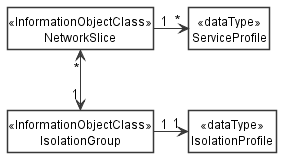 «InformationObjectClass» 1 * «dataType»
NetworkSlice ServiceProfile
*
1
«InformationObjectClass» 1 1 «dataType»
IsolationGroup IsolationProfile